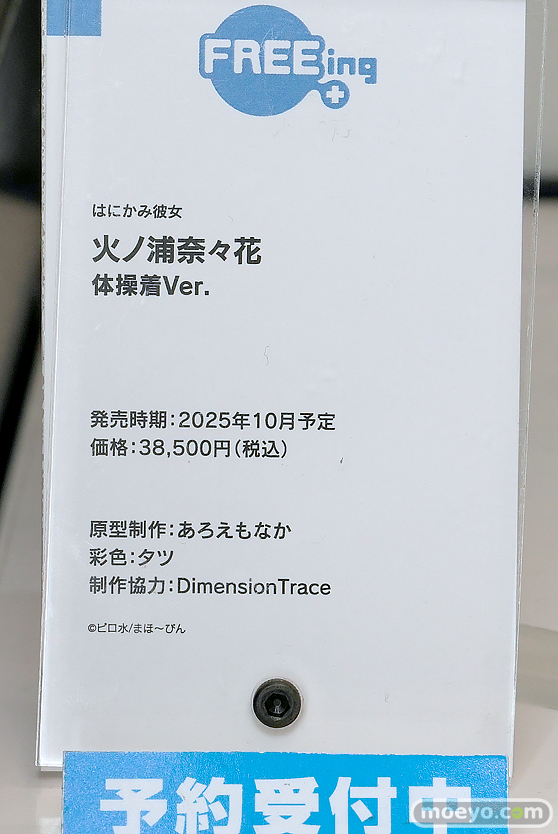 FREEing
はにかみ彼女
火ノ浦奈々花
体操着Ver.
発売時期:2025年10月予定
価格:38,500円(税込)
原型制作:あろえもなか
彩色:タツ
制作協力:DimensionTrace
©ピロ水/まほ~びん
予約受付中
moeyo.com